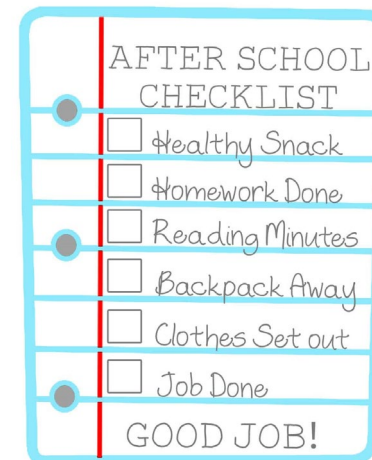 AFTER SCHOOL
CHECKLIST
Healthy Snack
Homework Done
Reading Minutes
Backpack Away
Clothes Set out
Job Done
GOOD JOB!